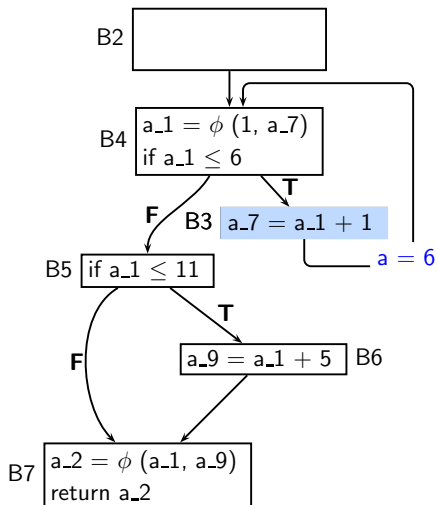 B2
B4
a_1 = ϕ (1, a_7)
if a_1 ≤ 6
T
F
B3
a_7 = a_1 + 1
a = 6
B5
if a_1 ≤ 11
T
F
a_9 = a_1 + 5
B6
B7
a_2 = ϕ (a_1, a_9)
return a_2